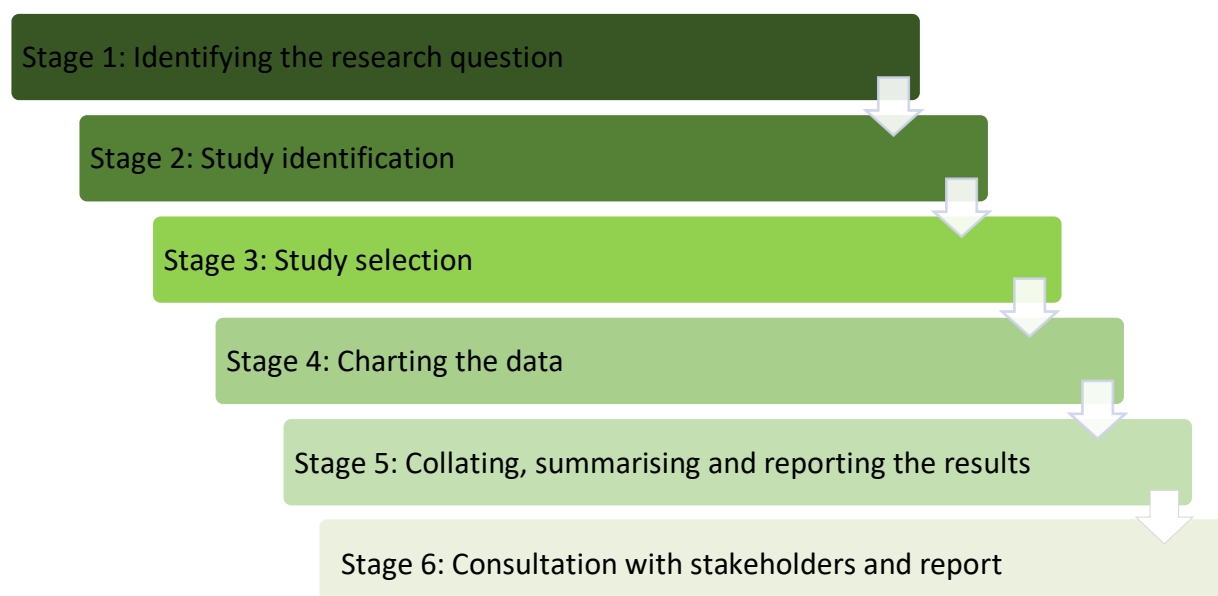 Stage 1: Identifying the research question
Stage 2: Study identification
Stage 3: Study selection
Stage 4: Charting the data
Stage 5: Collating, summarising and reporting the results
Stage 6: Consultation with stakeholders and report